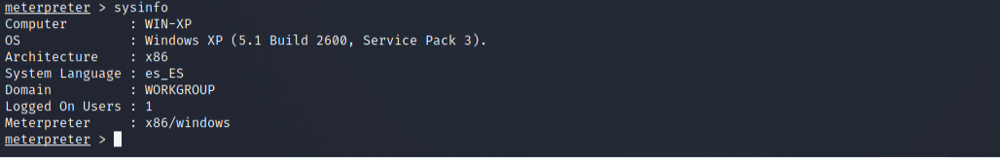 meterpreter > sysinfo
Computer        : WIN-XP
OS              : Windows XP (5.1 Build 2600, Service Pack 3).
Architecture    : x86
System Language : es_ES
Domain          : WORKGROUP
Logged On Users : 1
Meterpreter     : x86/windows
meterpreter >